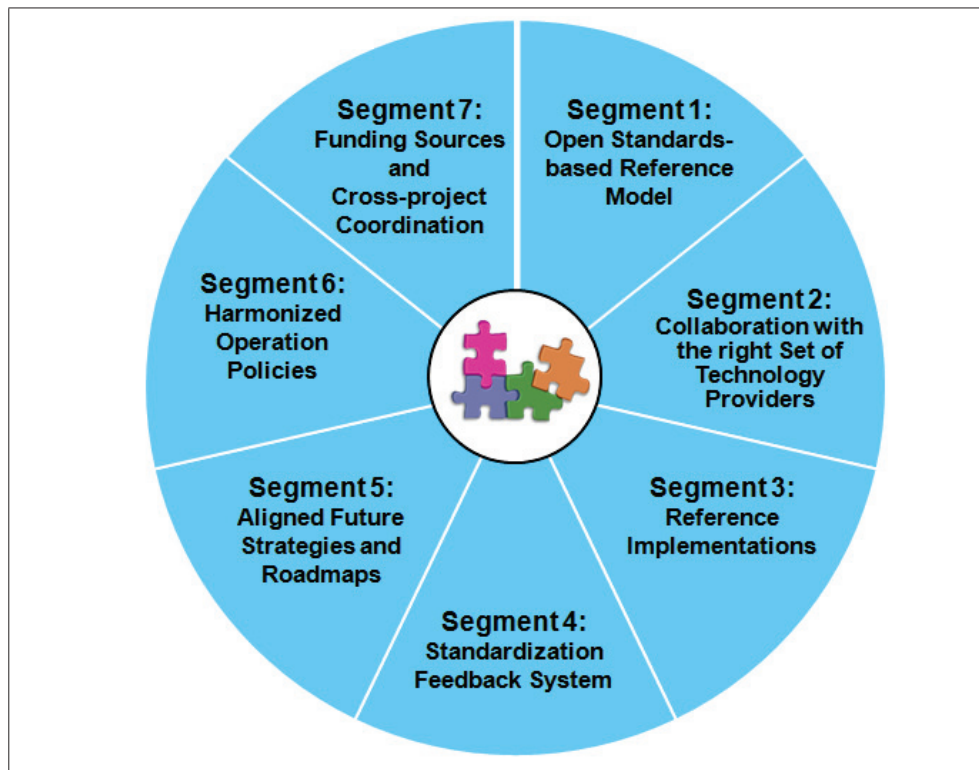 Segment 1:
Open Standards-
based Reference
Model
Segment 2:
Collaboration with
the right Set of
Technology
Providers
Segment 3:
Reference
Implementations
Segment 4:
Standardization
Feedback System
Segment 5:
Aligned Future
Strategies and
Roadmaps
Segment 6:
Harmonized
Operation
Policies
Segment 7:
Funding Sources
and
Cross-project
Coordination